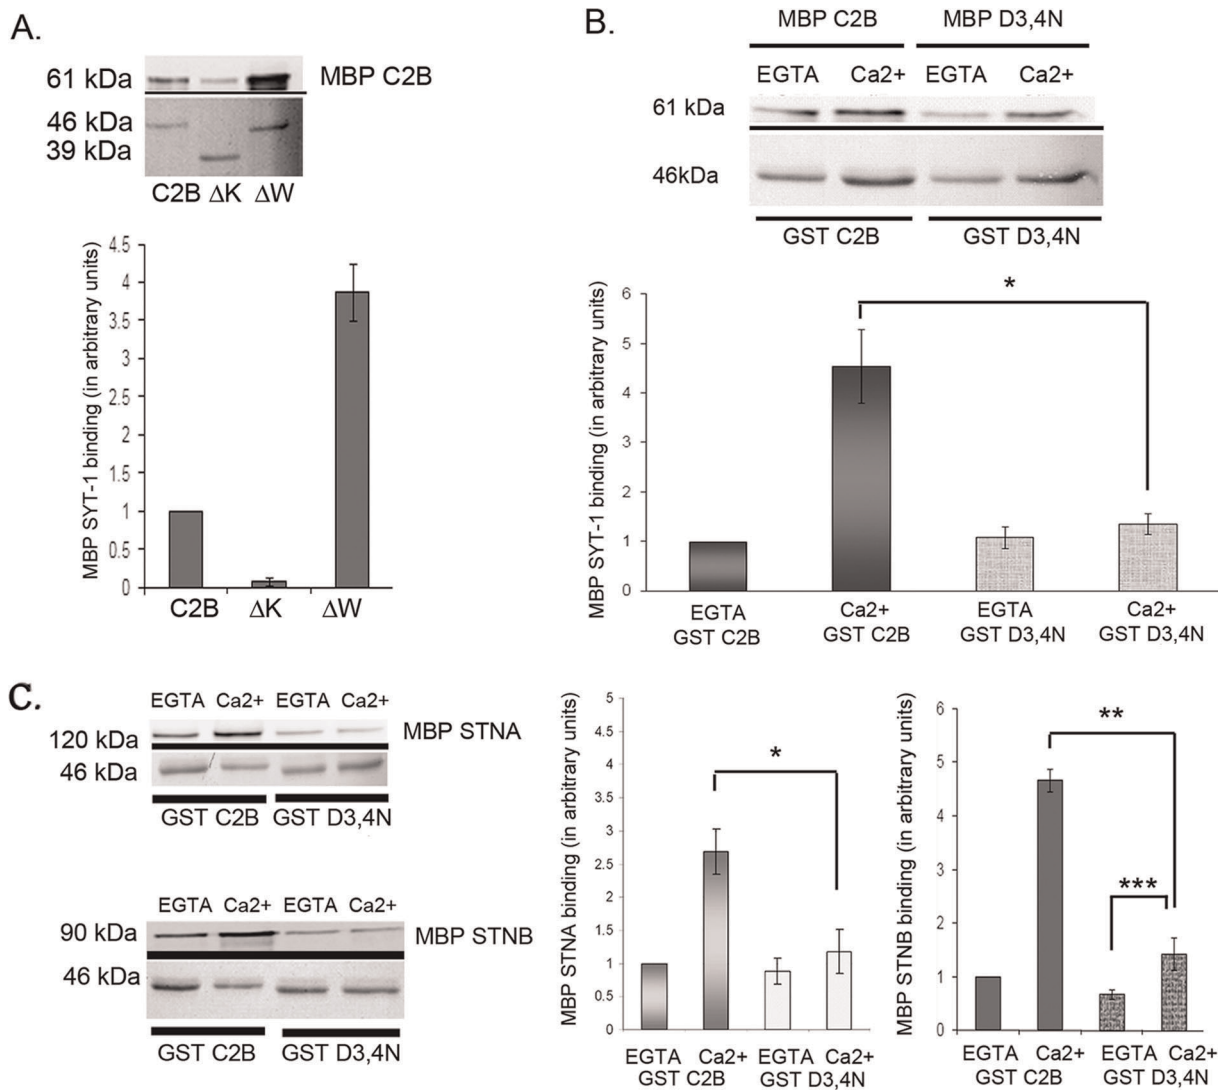 A.
61 kDa
MBP C2B
46 kDa
39 kDa
C2B ΔK ΔW
MBP SYT-1 binding (in arbitrary units)
4.5
4
3.5
3
2.5
2
1.5
1
0.5
0
C2B ΔK ΔW
B.
MBP C2B MBP D3,4N
EGTA Ca2+ EGTA Ca2+
61 kDa
46kDa
GST C2B GST D3,4N
MBP SYT-1 binding (in arbitrary units)
6
5
4
3
2
1
0
*
EGTA Ca2+ EGTA Ca2+
GST C2B GST C2B GST D3,4N GST D3,4N
C.
EGTA Ca2+ EGTA Ca2+
120 kDa
MBP STNA
46 kDa
GST C2B GST D3,4N
EGTA Ca2+ EGTA Ca2+
90 kDa
MBP STNB
46 kDa
GST C2B GST D3,4N
MBP STNA binding (in arbitrary units)
5
4.5
4
3.5
3
2.5
2
1.5
1
0.5
0
*
EGTA Ca2+ EGTA Ca2+
GST C2B GST D3,4N
MBP STNB binding (in arbitrary units)
6
5
4
3
2
1
0
**
***
EGTA Ca2+ EGTA Ca2+
GST C2B GST D3,4N